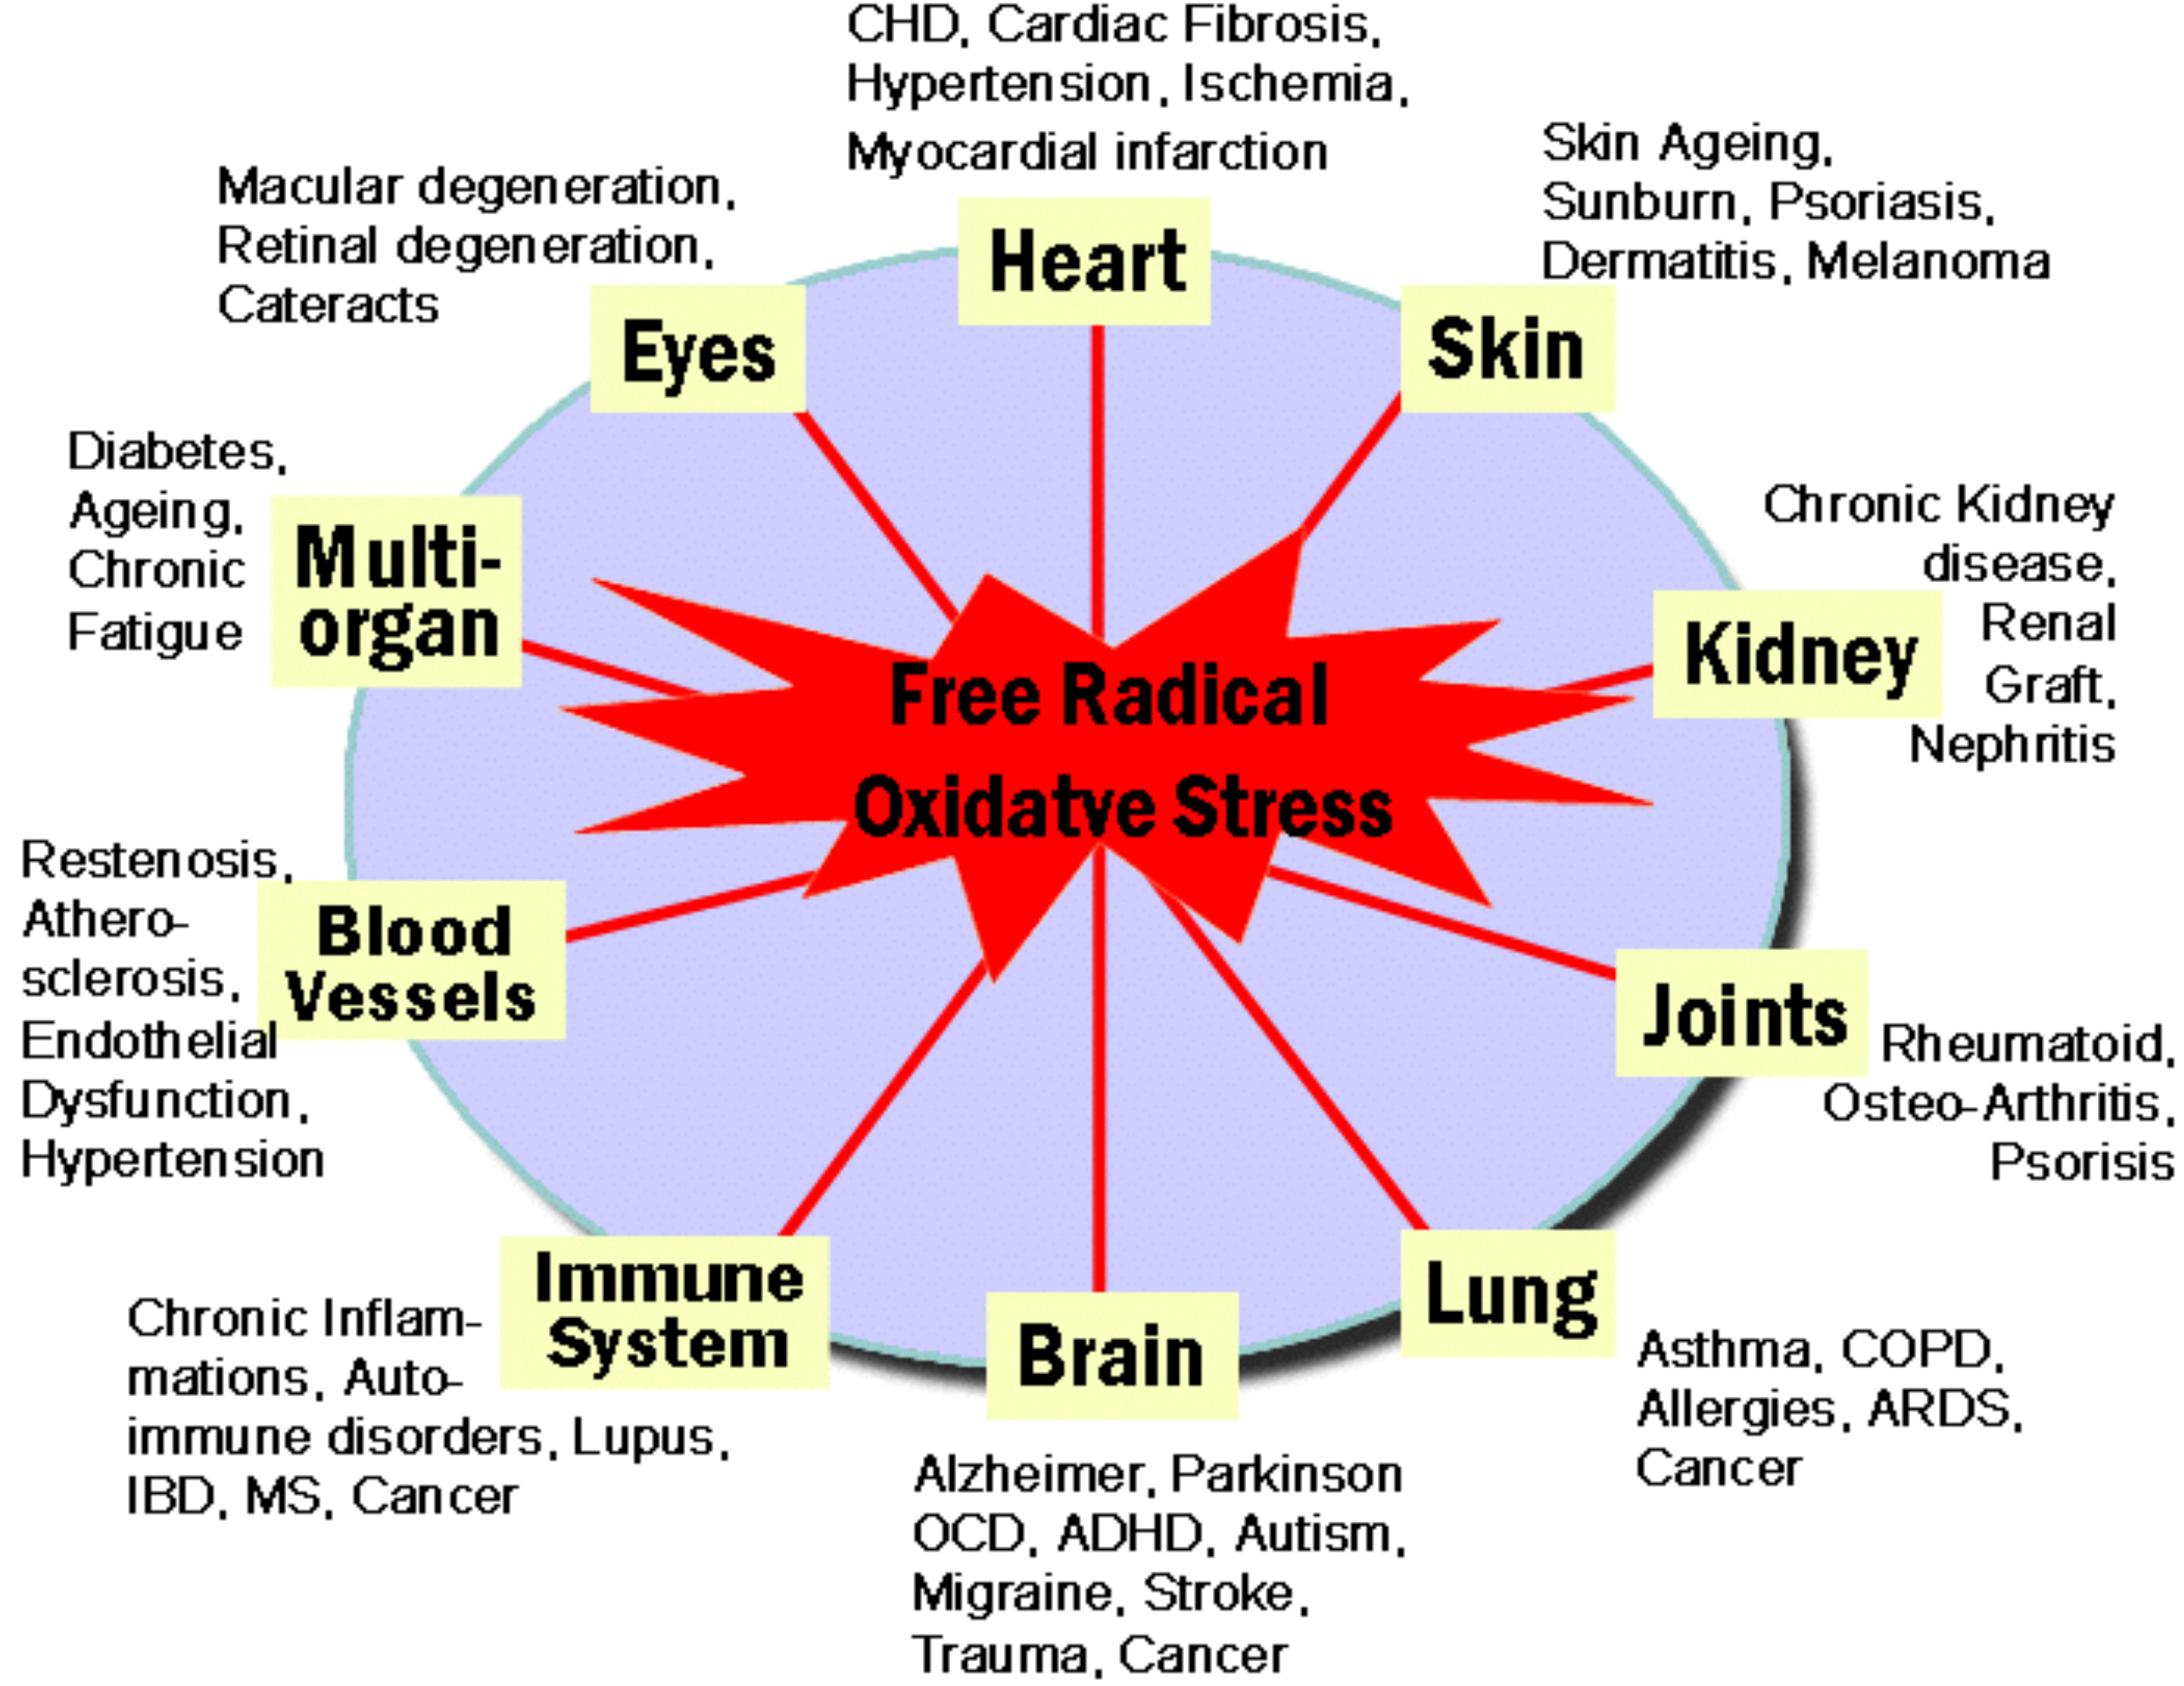 CHD, Cardiac Fibrosis,
Hypertension, Ischemia,
Myocardial infarction
Heart
Skin Ageing,
Sunburn, Psoriasis,
Dermatitis, Melanoma
Skin
Macular degeneration,
Retinal degeneration,
Cateracts
Eyes
Diabetes,
Ageing,
Chronic
Fatigue
Multi-
organ
Chronic Kidney
disease,
Renal
Graft,
Nephritis
Kidney
Free Radical
Oxidatve Stress
Restenosis,
Athero-
sclerosis,
Endothelial
Dysfunction,
Hypertension
Blood
Vessels
Joints
Rheumatoid,
Osteo-Arthritis,
Psorisis
Immune
System
Chronic Inflam-
mations, Auto-
immune disorders, Lupus,
IBD, MS, Cancer
Brain
Alzheimer, Parkinson
OCD, ADHD, Autism,
Migraine, Stroke,
Trauma, Cancer
Lung
Asthma, COPD,
Allergies, ARDS,
Cancer